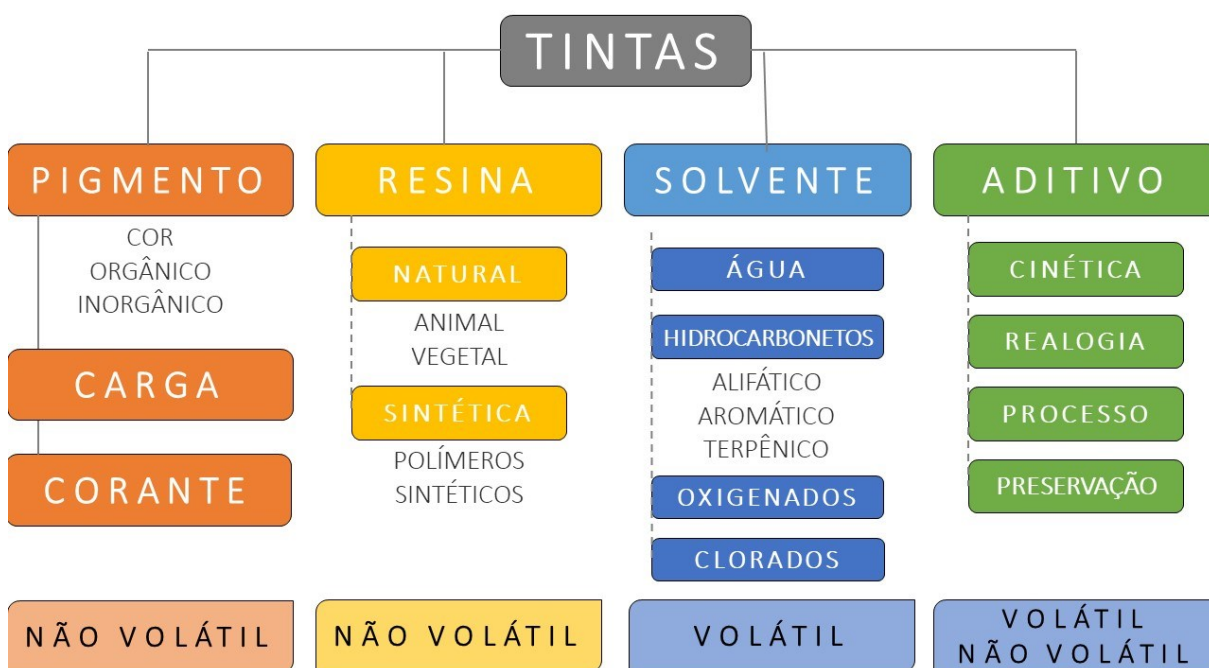 TINTAS
PIGMENTO
COR
ORGÂNICO
INORGÂNICO
CARGA
CORANTE
NÃO VOLÁTIL
RESINA
NATURAL
ANIMAL
VEGETAL
SINTÉTICA
POLÍMEROS
SINTÉTICOS
NÃO VOLÁTIL
SOLVENTE
ÁGUA
HIDROCARBONETOS
ALIFÁTICO
AROMÁTICO
TERPÊNICO
OXIGENADOS
CLORADOS
VOLÁTIL
ADITIVO
CINÉTICA
REALOGIA
PROCESSO
PRESERVAÇÃO
VOLÁTIL
NÃO VOLÁTIL